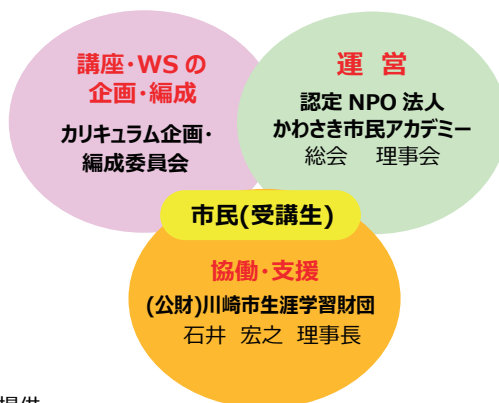 講座・WSの
企画・編成
カリキュラム企画・
編成委員会
運 営
認定 NPO 法人
かわさき市民アカデミー
総会 理事会
市民(受講生)
協働・支援
(公財)川崎市生涯学習財団
石井 宏之 理事長